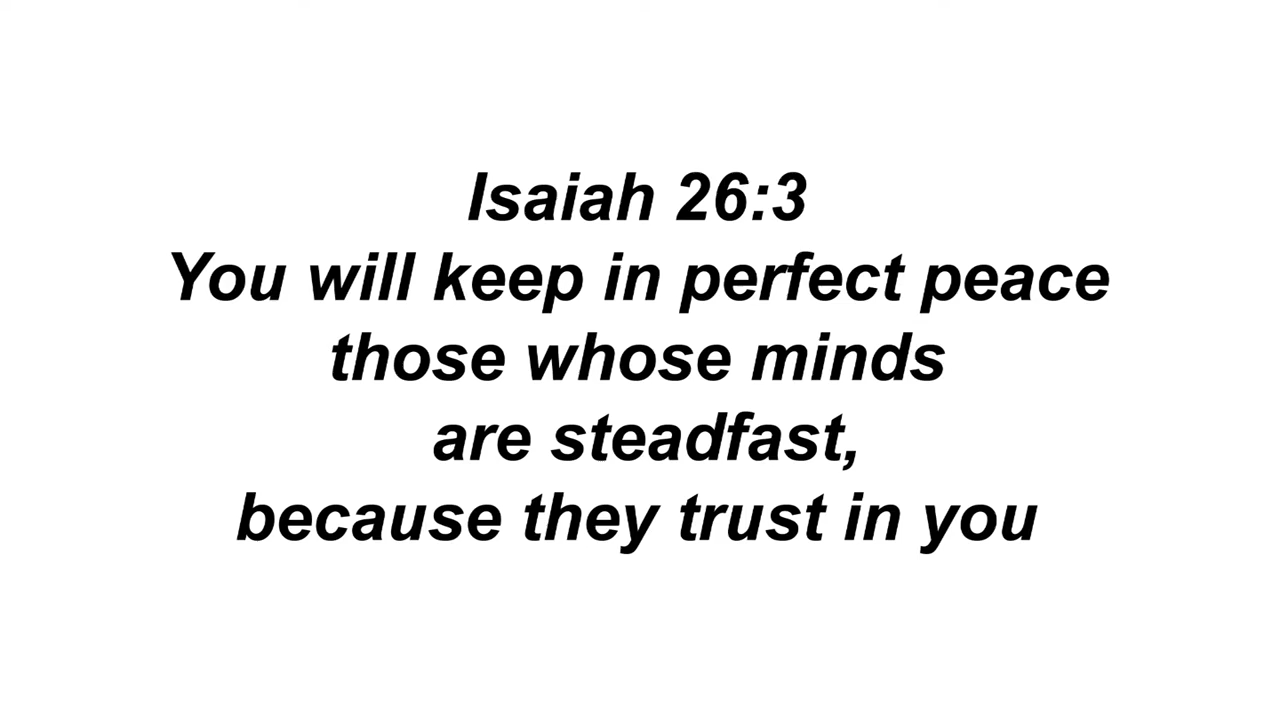 Isaiah 26:3
You will keep in perfect peace
those whose minds
are steadfast,
because they trust in you